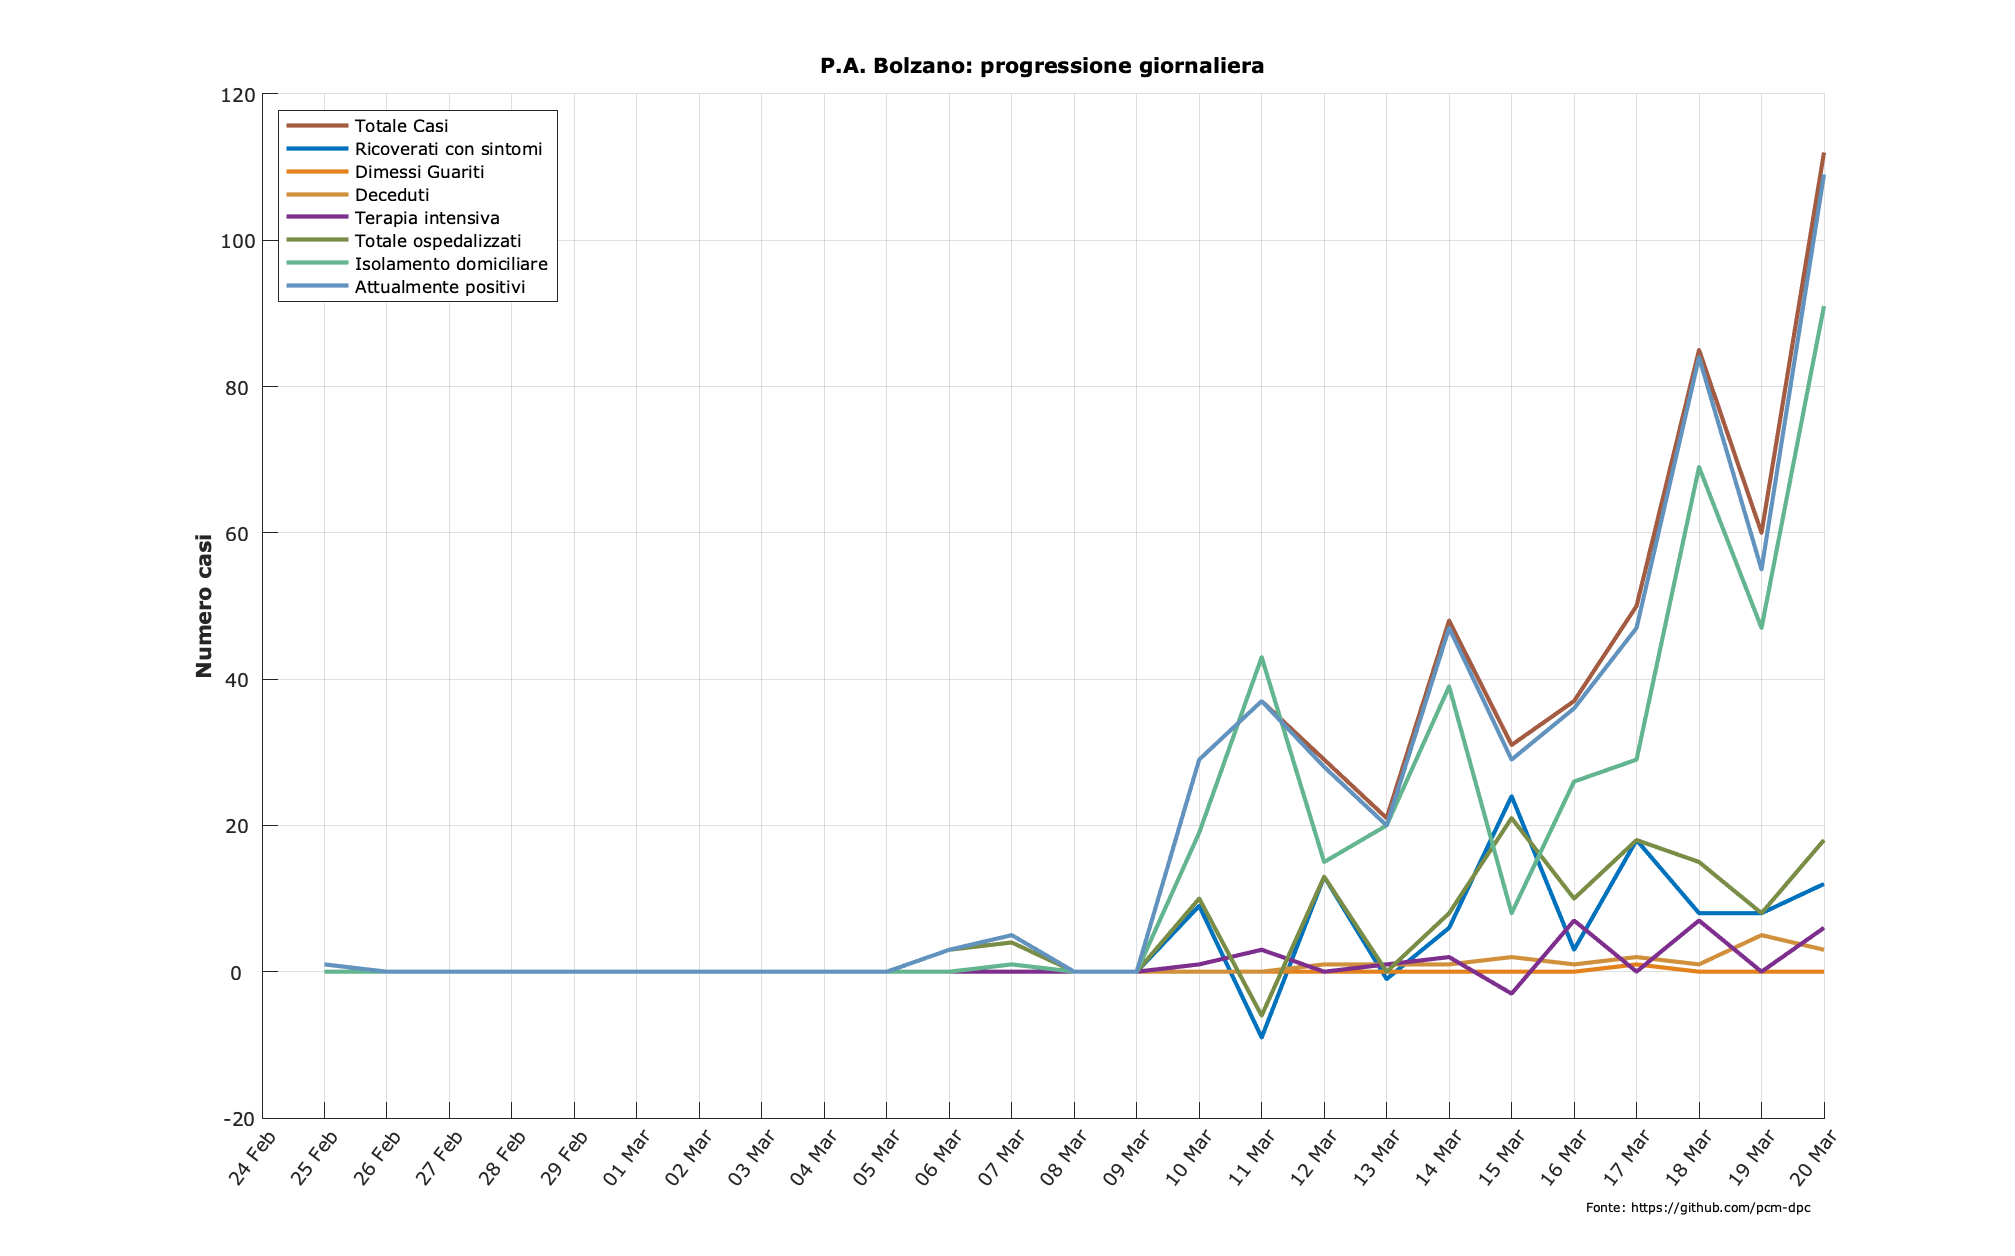 P.A. Bolzano: progressione giornaliera
120
100
80
60
40
20
0
-20
Numero casi
Totale Casi
Ricoverati con sintomi
Dimessi Guariti
Deceduti
Terapia intensiva
Totale ospedalizzati
Isolamento domiciliare
Attualmente positivi
24 Feb
25 Feb
26 Feb
27 Feb
28 Feb
29 Feb
01 Mar
02 Mar
03 Mar
04 Mar
05 Mar
06 Mar
07 Mar
08 Mar
09 Mar
10 Mar
11 Mar
12 Mar
13 Mar
14 Mar
15 Mar
16 Mar
17 Mar
18 Mar
19 Mar
20 Mar
Fonte: https://github.com/pcm-dpc